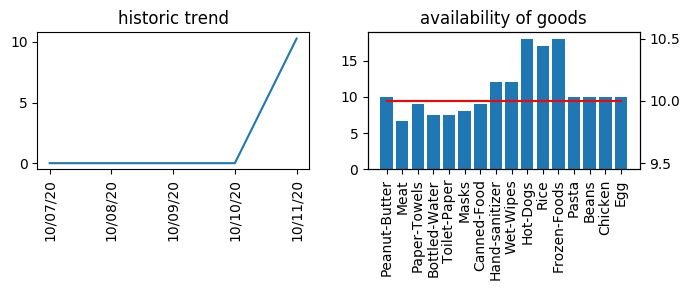 historic trend
10
5
0
10/07/20
10/08/20
10/09/20
10/10/20
10/11/20
availability of goods
15
10
5
0
10.5
10.0
9.5
Peanut-Butter
Meat
Paper-Towels
Bottled-Water
Toilet-Paper
Masks
Canned-Food
Hand-sanitizer
Wet-Wipes
Hot-Dogs
Rice
Frozen-Foods
Pasta
Beans
Chicken
Egg